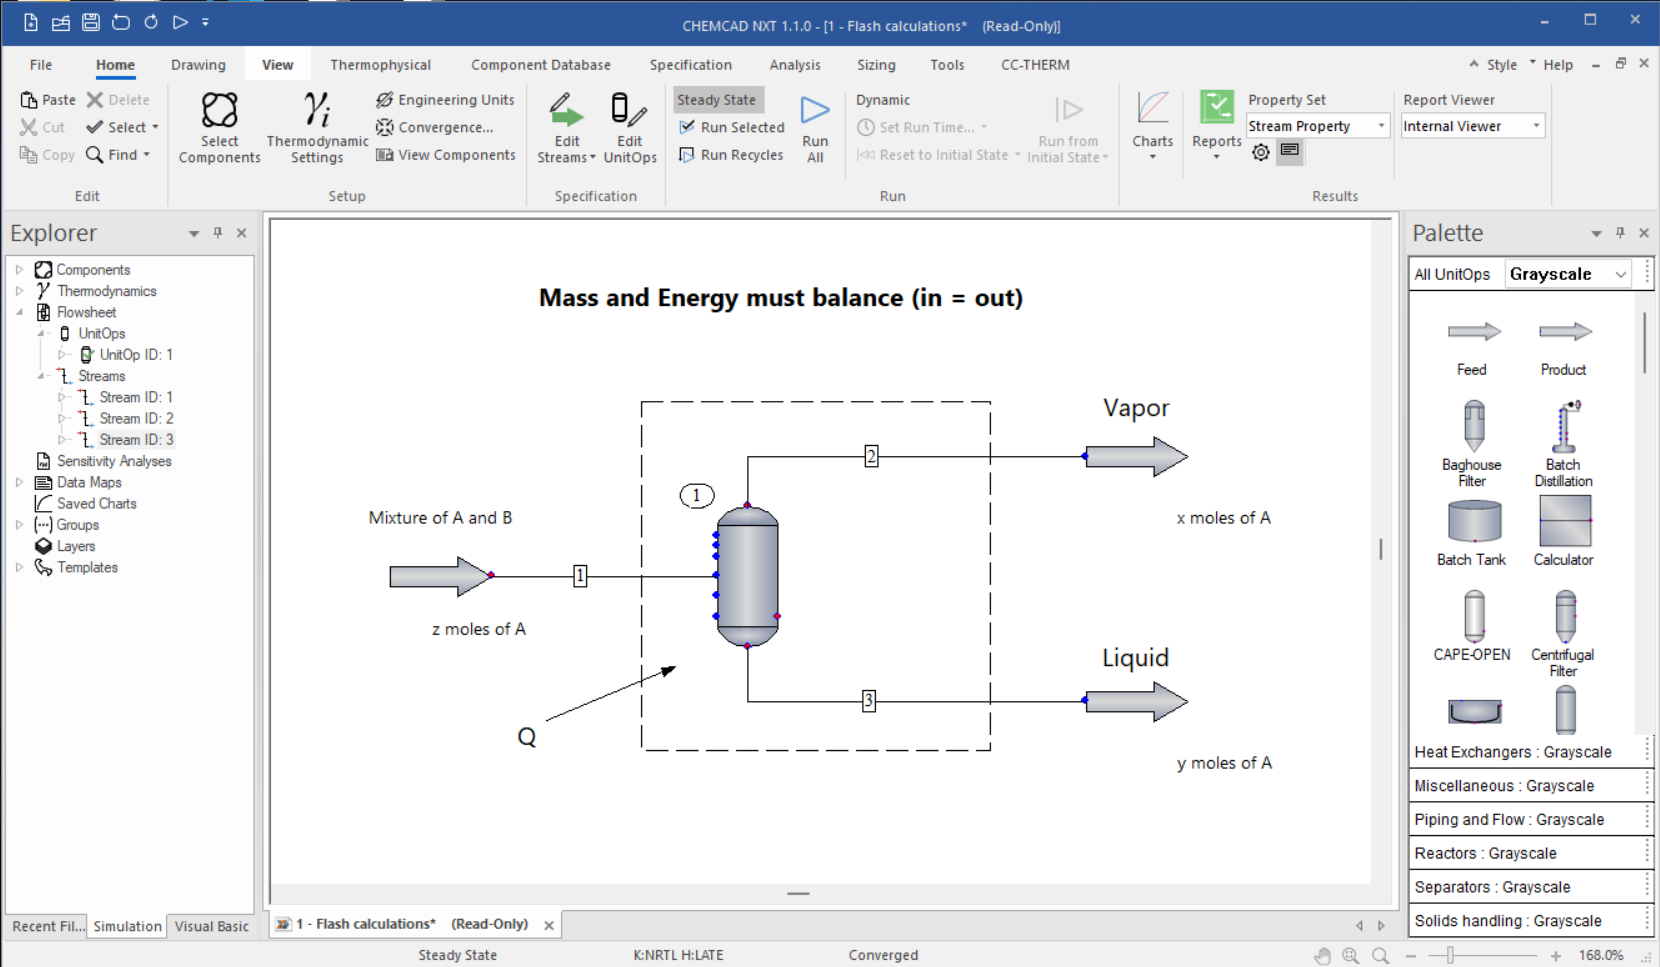 CHEMCAD NXT 1.1.0 - [1 - Flash calculations* (Read-Only)]
File Home Drawing View Thermophysical Component Database Specification Analysis Sizing Tools CC-THERM Style Help
Paste Delete
Cut Select
Copy Find
Edit
Select Components
Thermodynamic Settings
Engineering Units
Convergence...
View Components
Setup
Edit Streams
Edit UnitOps
Specification
Steady State
Run Selected
Run Recycles
Run All
Dynamic
Set Run Time...
Reset to Initial State
Run from Initial State
Run
Charts
Reports
Property Set
Stream Property
Report Viewer
Internal Viewer
Results
Explorer
Components
Thermodynamics
Flowsheet
UnitOps
UnitOp ID: 1
Streams
Stream ID: 1
Stream ID: 2
Stream ID: 3
Sensitivity Analyses
Data Maps
Saved Charts
Groups
Layers
Templates
Recent Fil... Simulation Visual Basic
Mass and Energy must balance (in = out)
Vapor
2
1
Mixture of A and B
x moles of A
1
z moles of A
Liquid
3
Q
y moles of A
1 - Flash calculations* (Read-Only)
Palette
All UnitOps Grayscale
Feed Product
Baghouse Filter
Batch Distillation
Batch Tank Calculator
CAPE-OPEN
Centrifugal Filter
Heat Exchangers : Grayscale
Miscellaneous : Grayscale
Piping and Flow : Grayscale
Reactors : Grayscale
Separators : Grayscale
Solids handling : Grayscale
Steady State K:NRTL H:LATE Converged 168.0%